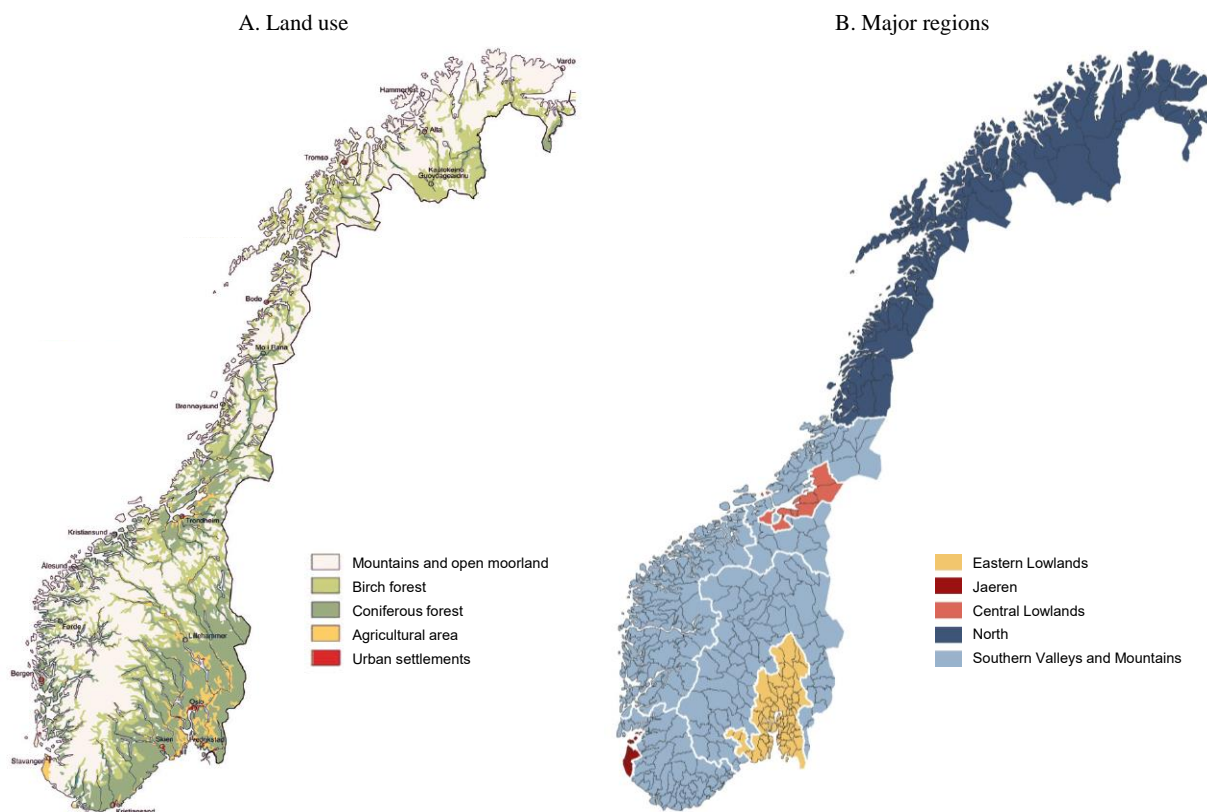 A. Land use
B. Major regions
Vardø
Hammerfest
Alta
Tromsø
Kautokeino
Guovdageaidnu
Bodø
Mo i Rana
Brønnøysund
Trondheim
Kristiansund
Ålesund
Førde
Lillehammer
Bergen
Oslo
Skien
Fredrikstad
Stavanger
Kristiansand
Mountains and open moorland
Birch forest
Coniferous forest
Agricultural area
Urban settlements
Eastern Lowlands
Jaeren
Central Lowlands
North
Southern Valleys and Mountains